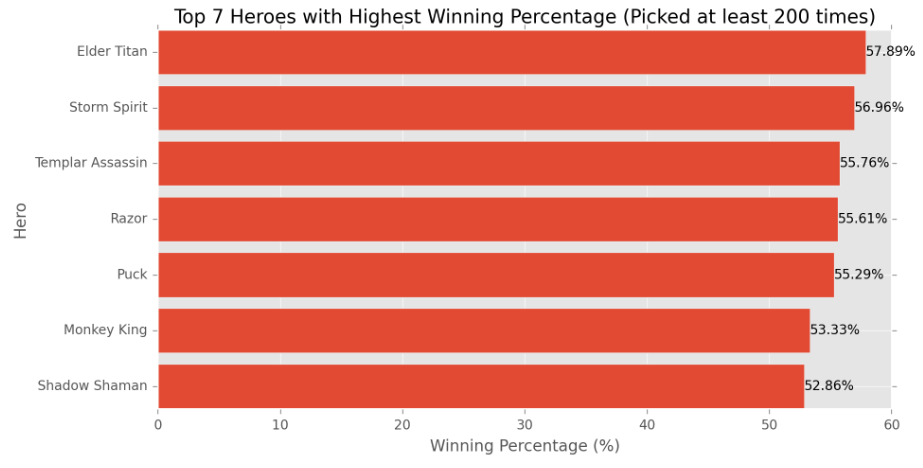 Top 7 Heroes with Highest Winning Percentage (Picked at least 200 times)
Hero
Elder Titan 57.89%
Storm Spirit 56.96%
Templar Assassin 55.76%
Razor 55.61%
Puck 55.29%
Monkey King 53.33%
Shadow Shaman 52.86%
0 10 20 30 40 50 60
Winning Percentage (%)